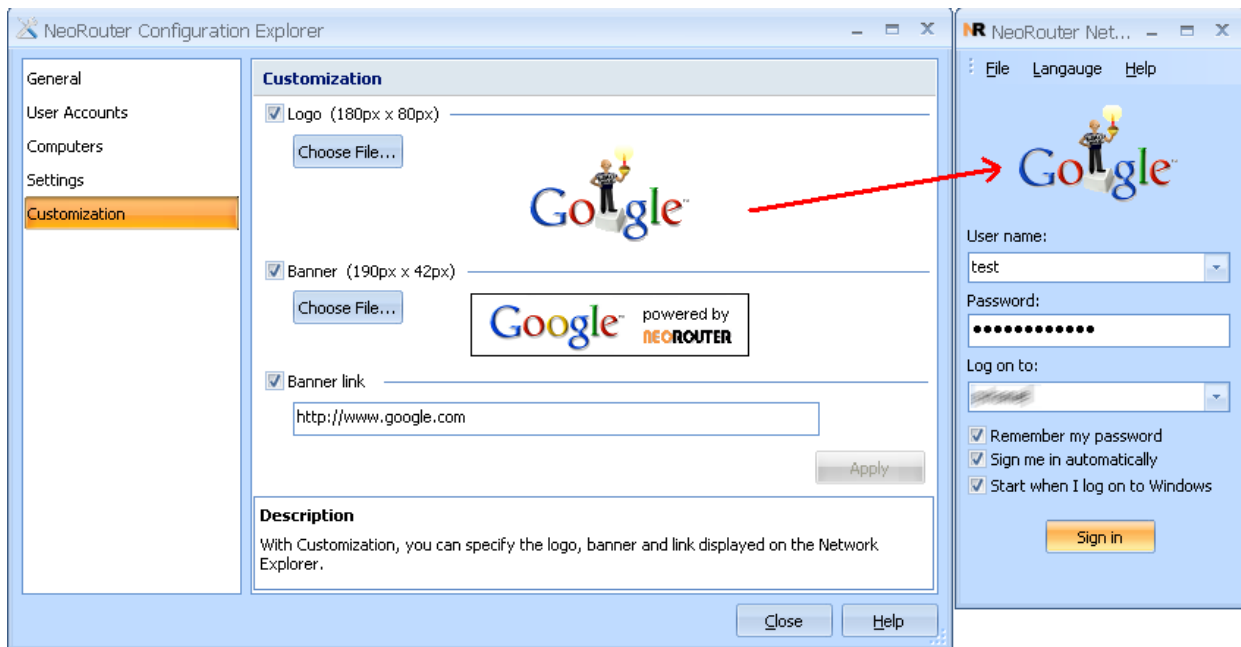 NeoRouter Configuration Explorer
General
User Accounts
Computers
Settings
Customization
Customization
Logo (180px x 80px)
Choose File...
Google™
Banner (190px x 42px)
Choose File...
Google™ powered by
NEOROUTER
Banner link
http://www.google.com
Apply
Description
With Customization, you can specify the logo, banner and link displayed on the Network
Explorer.
Close
Help
NR NeoRouter Net...
File Langauge Help
Google™
User name:
test
Password:
Log on to:
Remember my password
Sign me in automatically
Start when I log on to Windows
Sign in